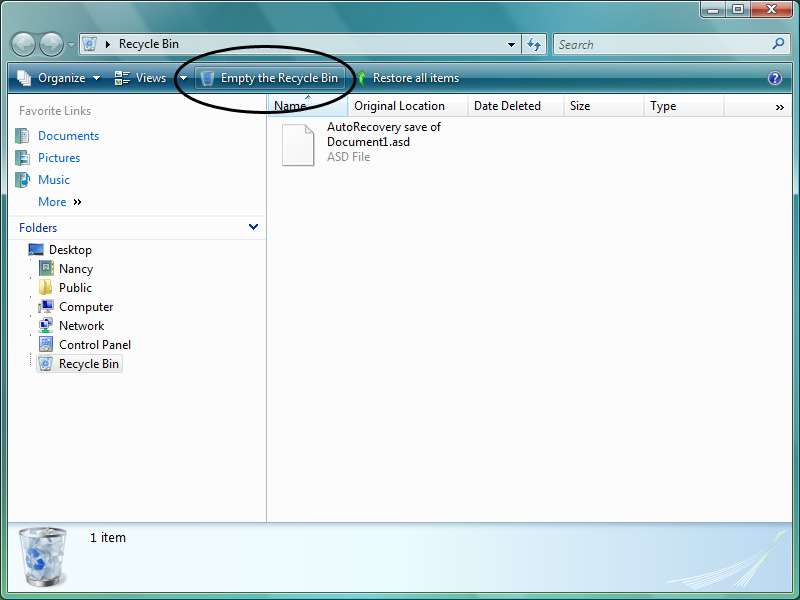 Recycle Bin
Search
Organize Views Empty the Recycle Bin Restore all items ?
Favorite Links
Documents
Pictures
Music
More »
Folders
Desktop
Nancy
Public
Computer
Network
Control Panel
Recycle Bin
Name Original Location Date Deleted Size Type »
AutoRecovery save of
Document1.asd
ASD File
1 item